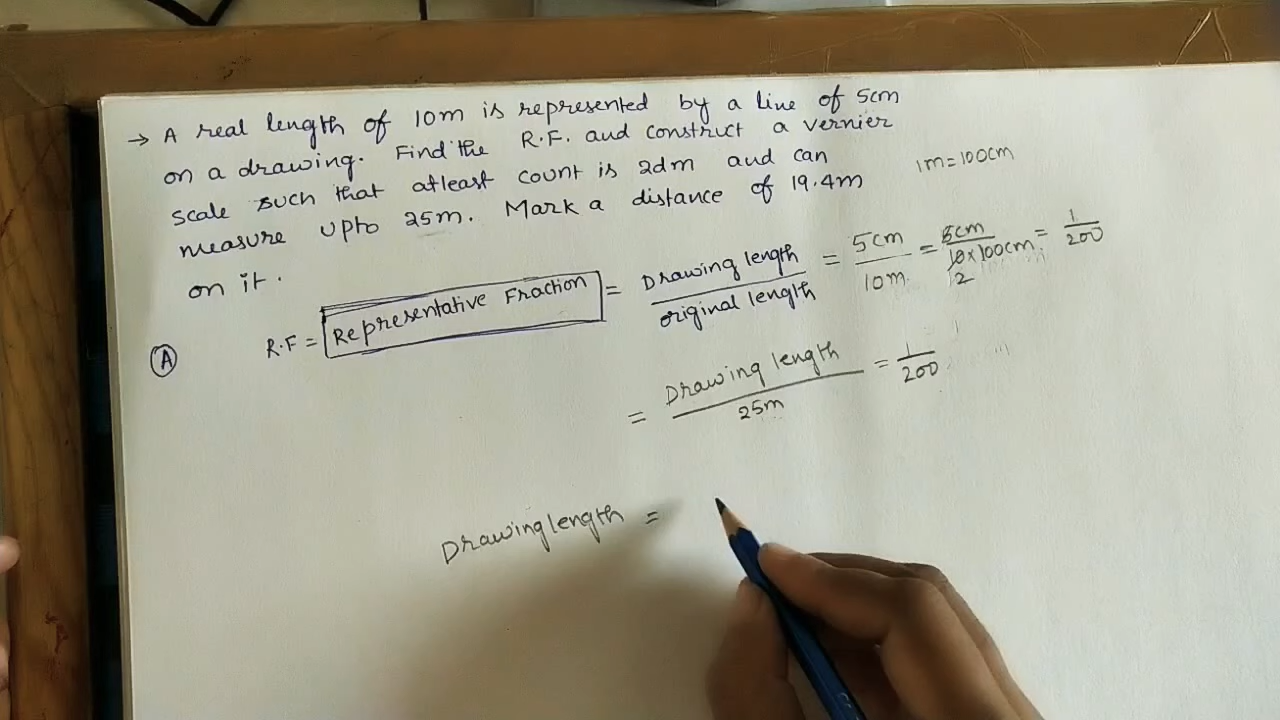 → A real length of 10m is represented by a line of 5cm
on a drawing. Find the R.F. and construct a vernier
scale such that atleast count is 2dm and can
measure upto 25m. Mark a distance of 19.4m
on it.
1m=100cm
Ⓐ R.F = Representative Fraction = Drawing length / original length = 5cm / 10m = 5cm / 10×100cm = 1/200
2
= Drawing length / 25m = 1/200
Drawing length =